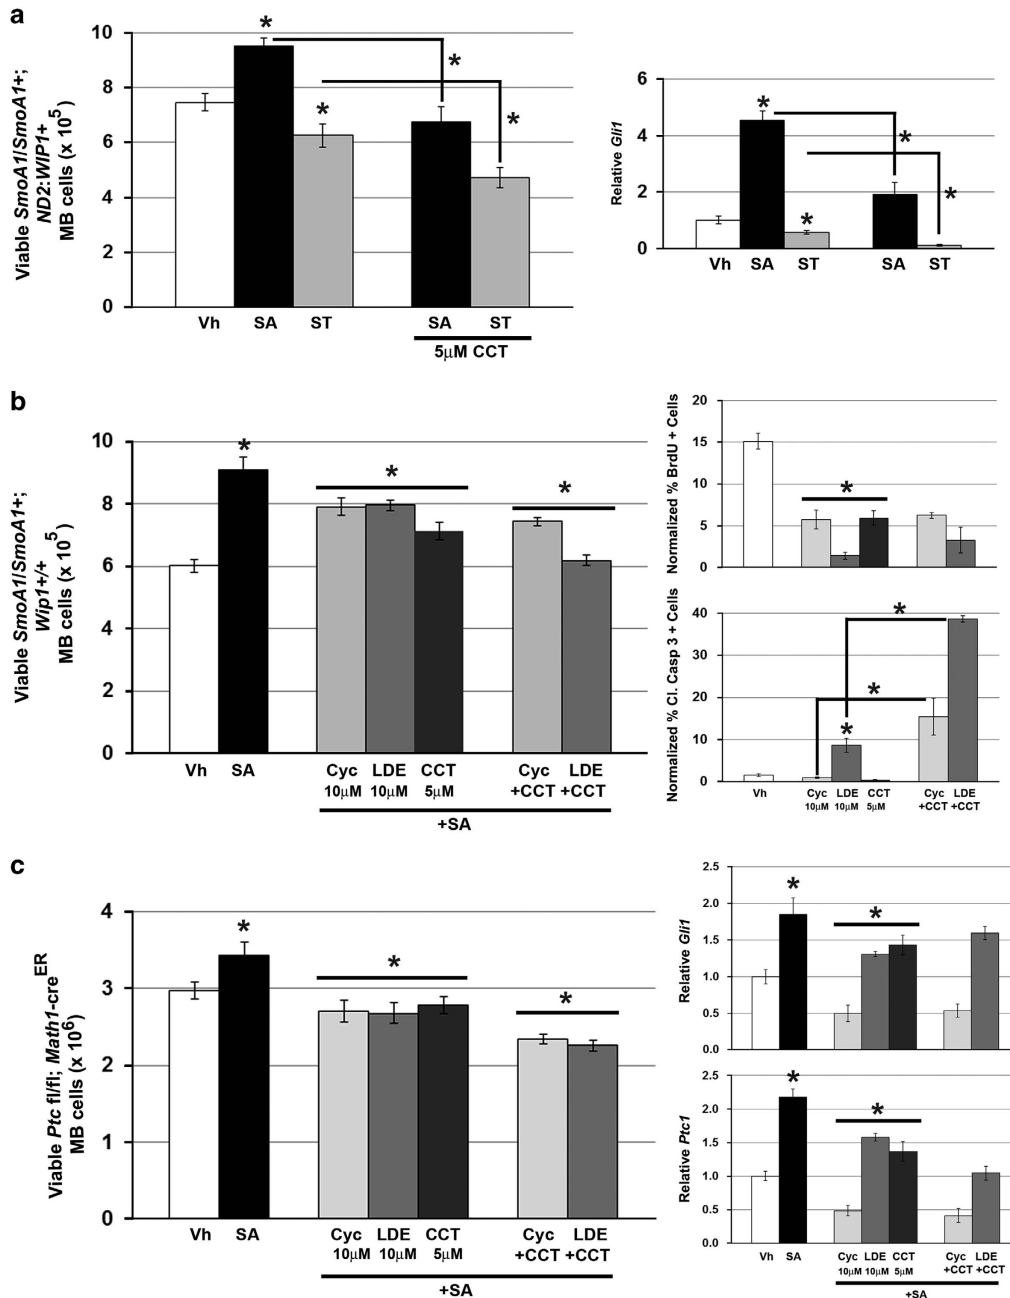 a
Viable SmoA1/SmoA1+;
ND2:WIP1+
MB cells (x 10^5)
10
8
6
4
2
0
*
*
*
*
Vh SA ST SA ST
5μM CCT
Relative Gli1
6
4
2
0
*
*
*
*
Vh SA ST SA ST
b
Viable SmoA1/SmoA1+;
Wip1+/+
MB cells (x 10^5)
10
8
6
4
2
0
*
*
*
Vh SA Cyc LDE CCT Cyc LDE
10μM 10μM 5μM +CCT +CCT
+SA
Normalized % BrdU + Cells
20
15
10
5
0
*
Normalized % Cl. Casp 3 + Cells
40
30
20
10
0
*
*
*
Vh Cyc LDE CCT Cyc LDE
10μM 10μM 5μM +CCT +CCT
c
Viable Ptc fl/fl; Math1-cre^ER
MB cells (x 10^6)
4
3
2
1
0
*
*
*
Vh SA Cyc LDE CCT Cyc LDE
10μM 10μM 5μM +CCT +CCT
+SA
Relative Gli1
2.5
2.0
1.5
1.0
0.5
0.0
*
*
Relative Ptc1
2.5
2.0
1.5
1.0
0.5
0.0
*
*
Vh SA Cyc LDE CCT Cyc LDE
10μM 10μM 5μM +CCT +CCT
+SA